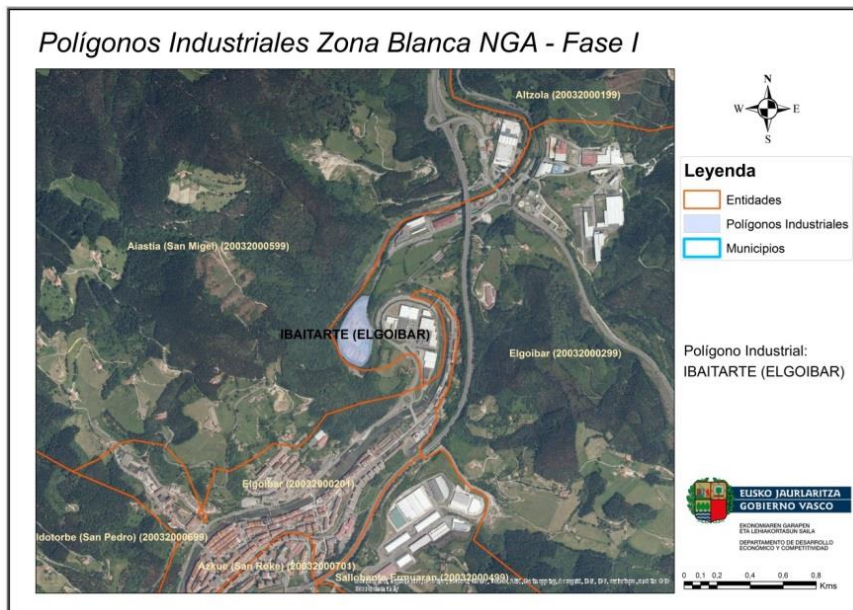 Polígonos Industriales Zona Blanca NGA - Fase I
Altzola (20032000199)
Aiastia (San Migel) (20032000599)
IBAITARTE (ELGOIBAR)
Elgoibar (20032000299)
Elgoibar (20032000201)
Idotorbe (San Pedro) (20032000699)
Azkue (San Roke) (20032000701)
(20032000499)
N
W
E
S
Leyenda
Entidades
Polígonos Industriales
Municipios
Polígono Industrial:
IBAITARTE (ELGOIBAR)
EUSKO JAURLARITZA
GOBIERNO VASCO
EKONOMIAREN GARAPEN
ETA LEHIAKORTASUN SAILA
DEPARTAMENTO DE DESARROLLO
ECONÓMICO Y COMPETITIVIDAD
0 0,1 0,2 0,4 0,6 0,8
Kms